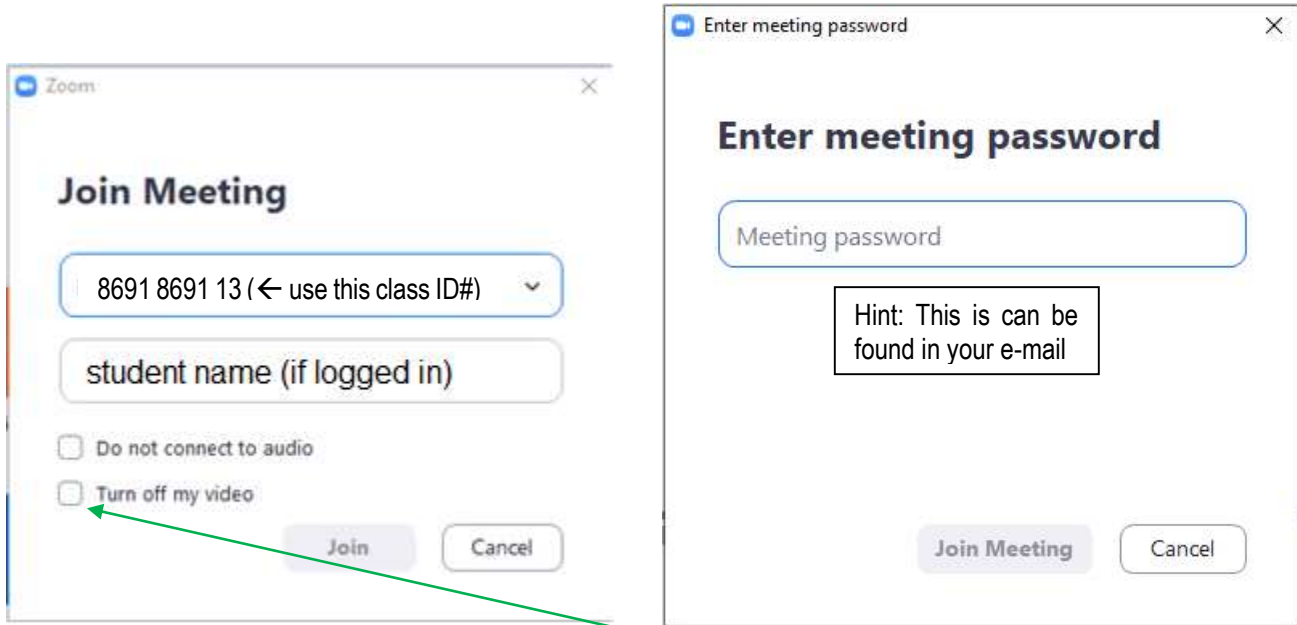 Zoom
Join Meeting
8691 8691 13 (← use this class ID#)
student name (if logged in)
Do not connect to audio
Turn off my video
Join Cancel
Enter meeting password
Enter meeting password
Meeting password
Hint: This is can be
found in your e-mail
Join Meeting Cancel